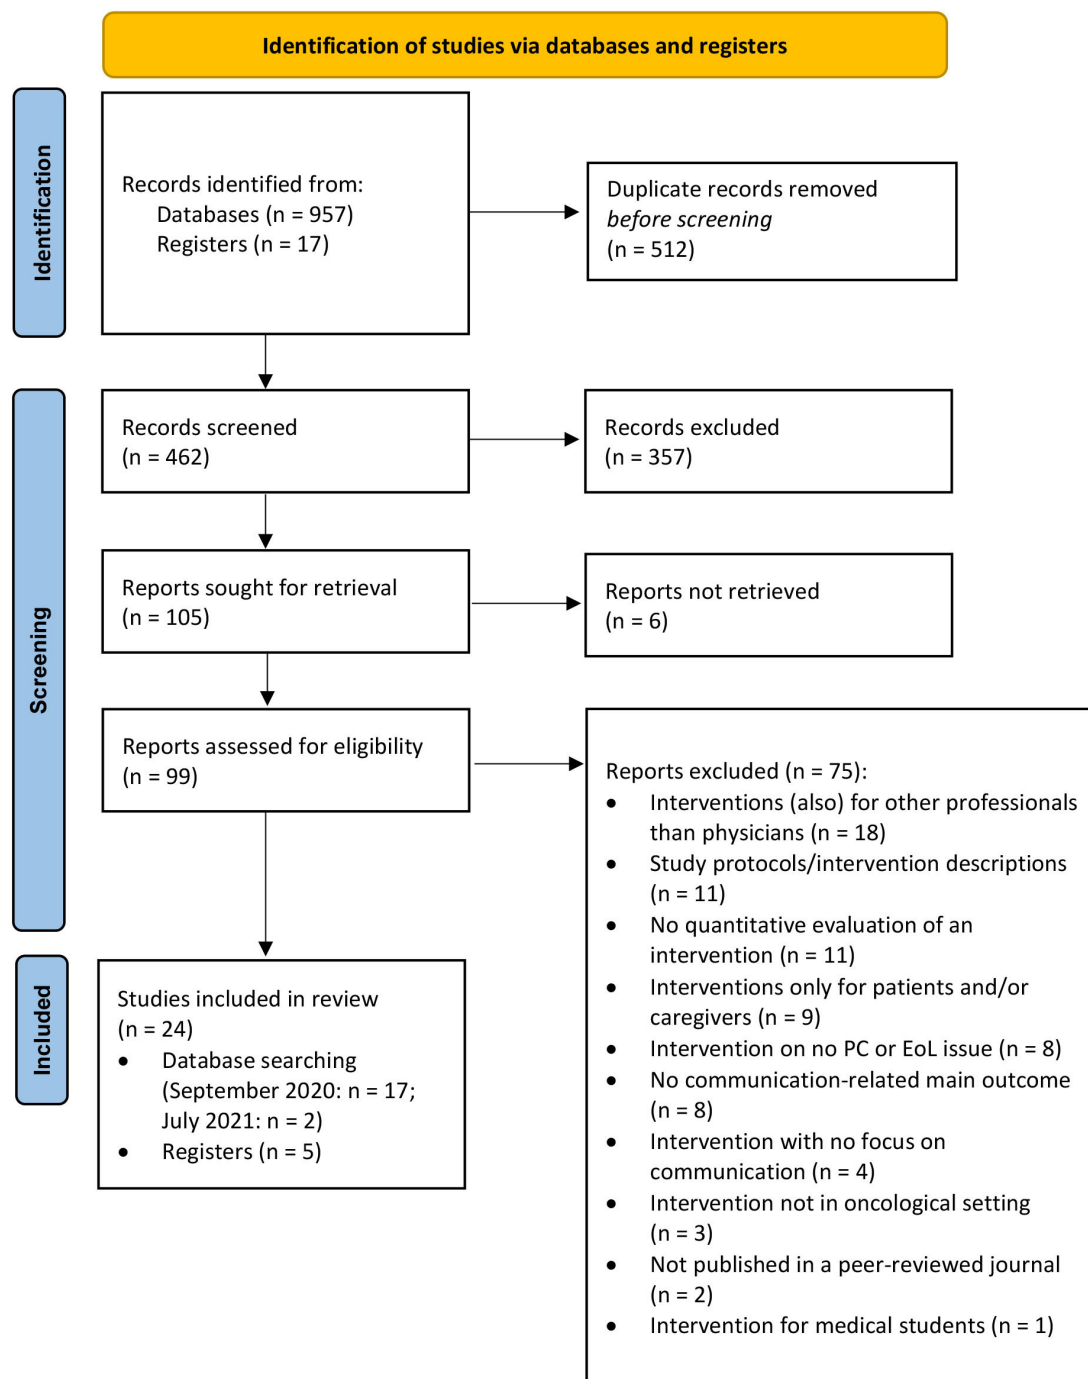 Identification of studies via databases and registers
Identification
Records identified from:
Databases (n = 957)
Registers (n = 17)
Duplicate records removed
before screening
(n = 512)
Screening
Records screened
(n = 462)
Records excluded
(n = 357)
Reports sought for retrieval
(n = 105)
Reports not retrieved
(n = 6)
Reports assessed for eligibility
(n = 99)
Reports excluded (n = 75):
• Interventions (also) for other professionals
than physicians (n = 18)
• Study protocols/intervention descriptions
(n = 11)
• No quantitative evaluation of an
intervention (n = 11)
• Interventions only for patients and/or
caregivers (n = 9)
• Intervention on no PC or EoL issue (n = 8)
• No communication-related main outcome
(n = 8)
• Intervention with no focus on
communication (n = 4)
• Intervention not in oncological setting
(n = 3)
• Not published in a peer-reviewed journal
(n = 2)
• Intervention for medical students (n = 1)
Included
Studies included in review
(n = 24)
• Database searching
(September 2020: n = 17;
July 2021: n = 2)
• Registers (n = 5)